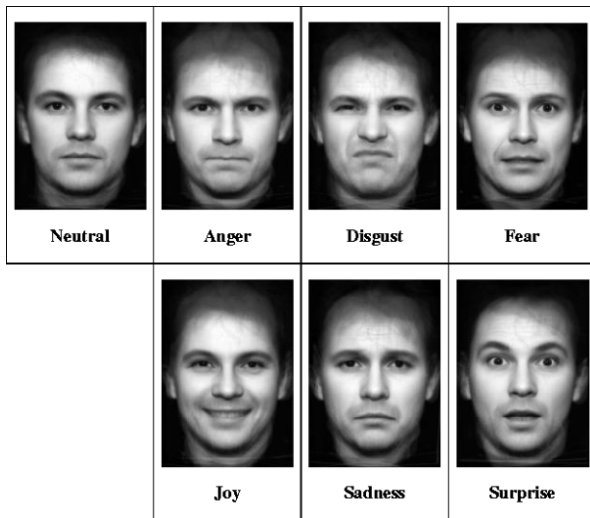 Neutral
Anger
Disgust
Fear
Joy
Sadness
Surprise